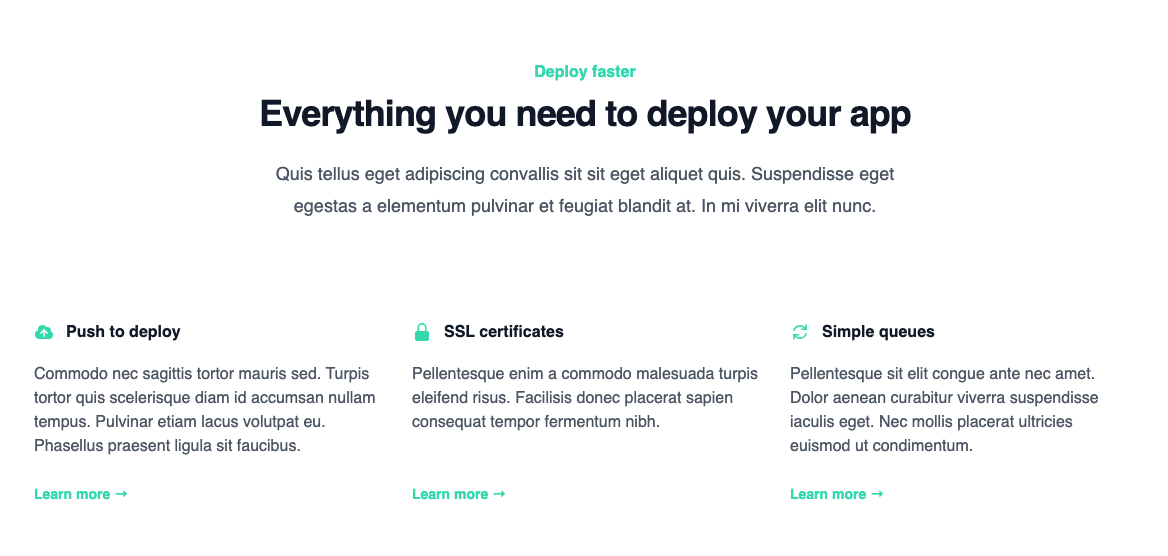 Deploy faster
Everything you need to deploy your app
Quis tellus eget adipiscing convallis sit sit eget aliquet quis. Suspendisse eget
egestas a elementum pulvinar et feugiat blandit at. In mi viverra elit nunc.
Push to deploy
Commodo nec sagittis tortor mauris sed. Turpis
tortor quis scelerisque diam id accumsan nullam
tempus. Pulvinar etiam lacus volutpat eu.
Phasellus praesent ligula sit faucibus.
Learn more →
SSL certificates
Pellentesque enim a commodo malesuada turpis
eleifend risus. Facilisis donec placerat sapien
consequat tempor fermentum nibh.
Learn more →
Simple queues
Pellentesque sit elit congue ante nec amet.
Dolor aenean curabitur viverra suspendisse
iaculis eget. Nec mollis placerat ultricies
euismod ut condimentum.
Learn more →